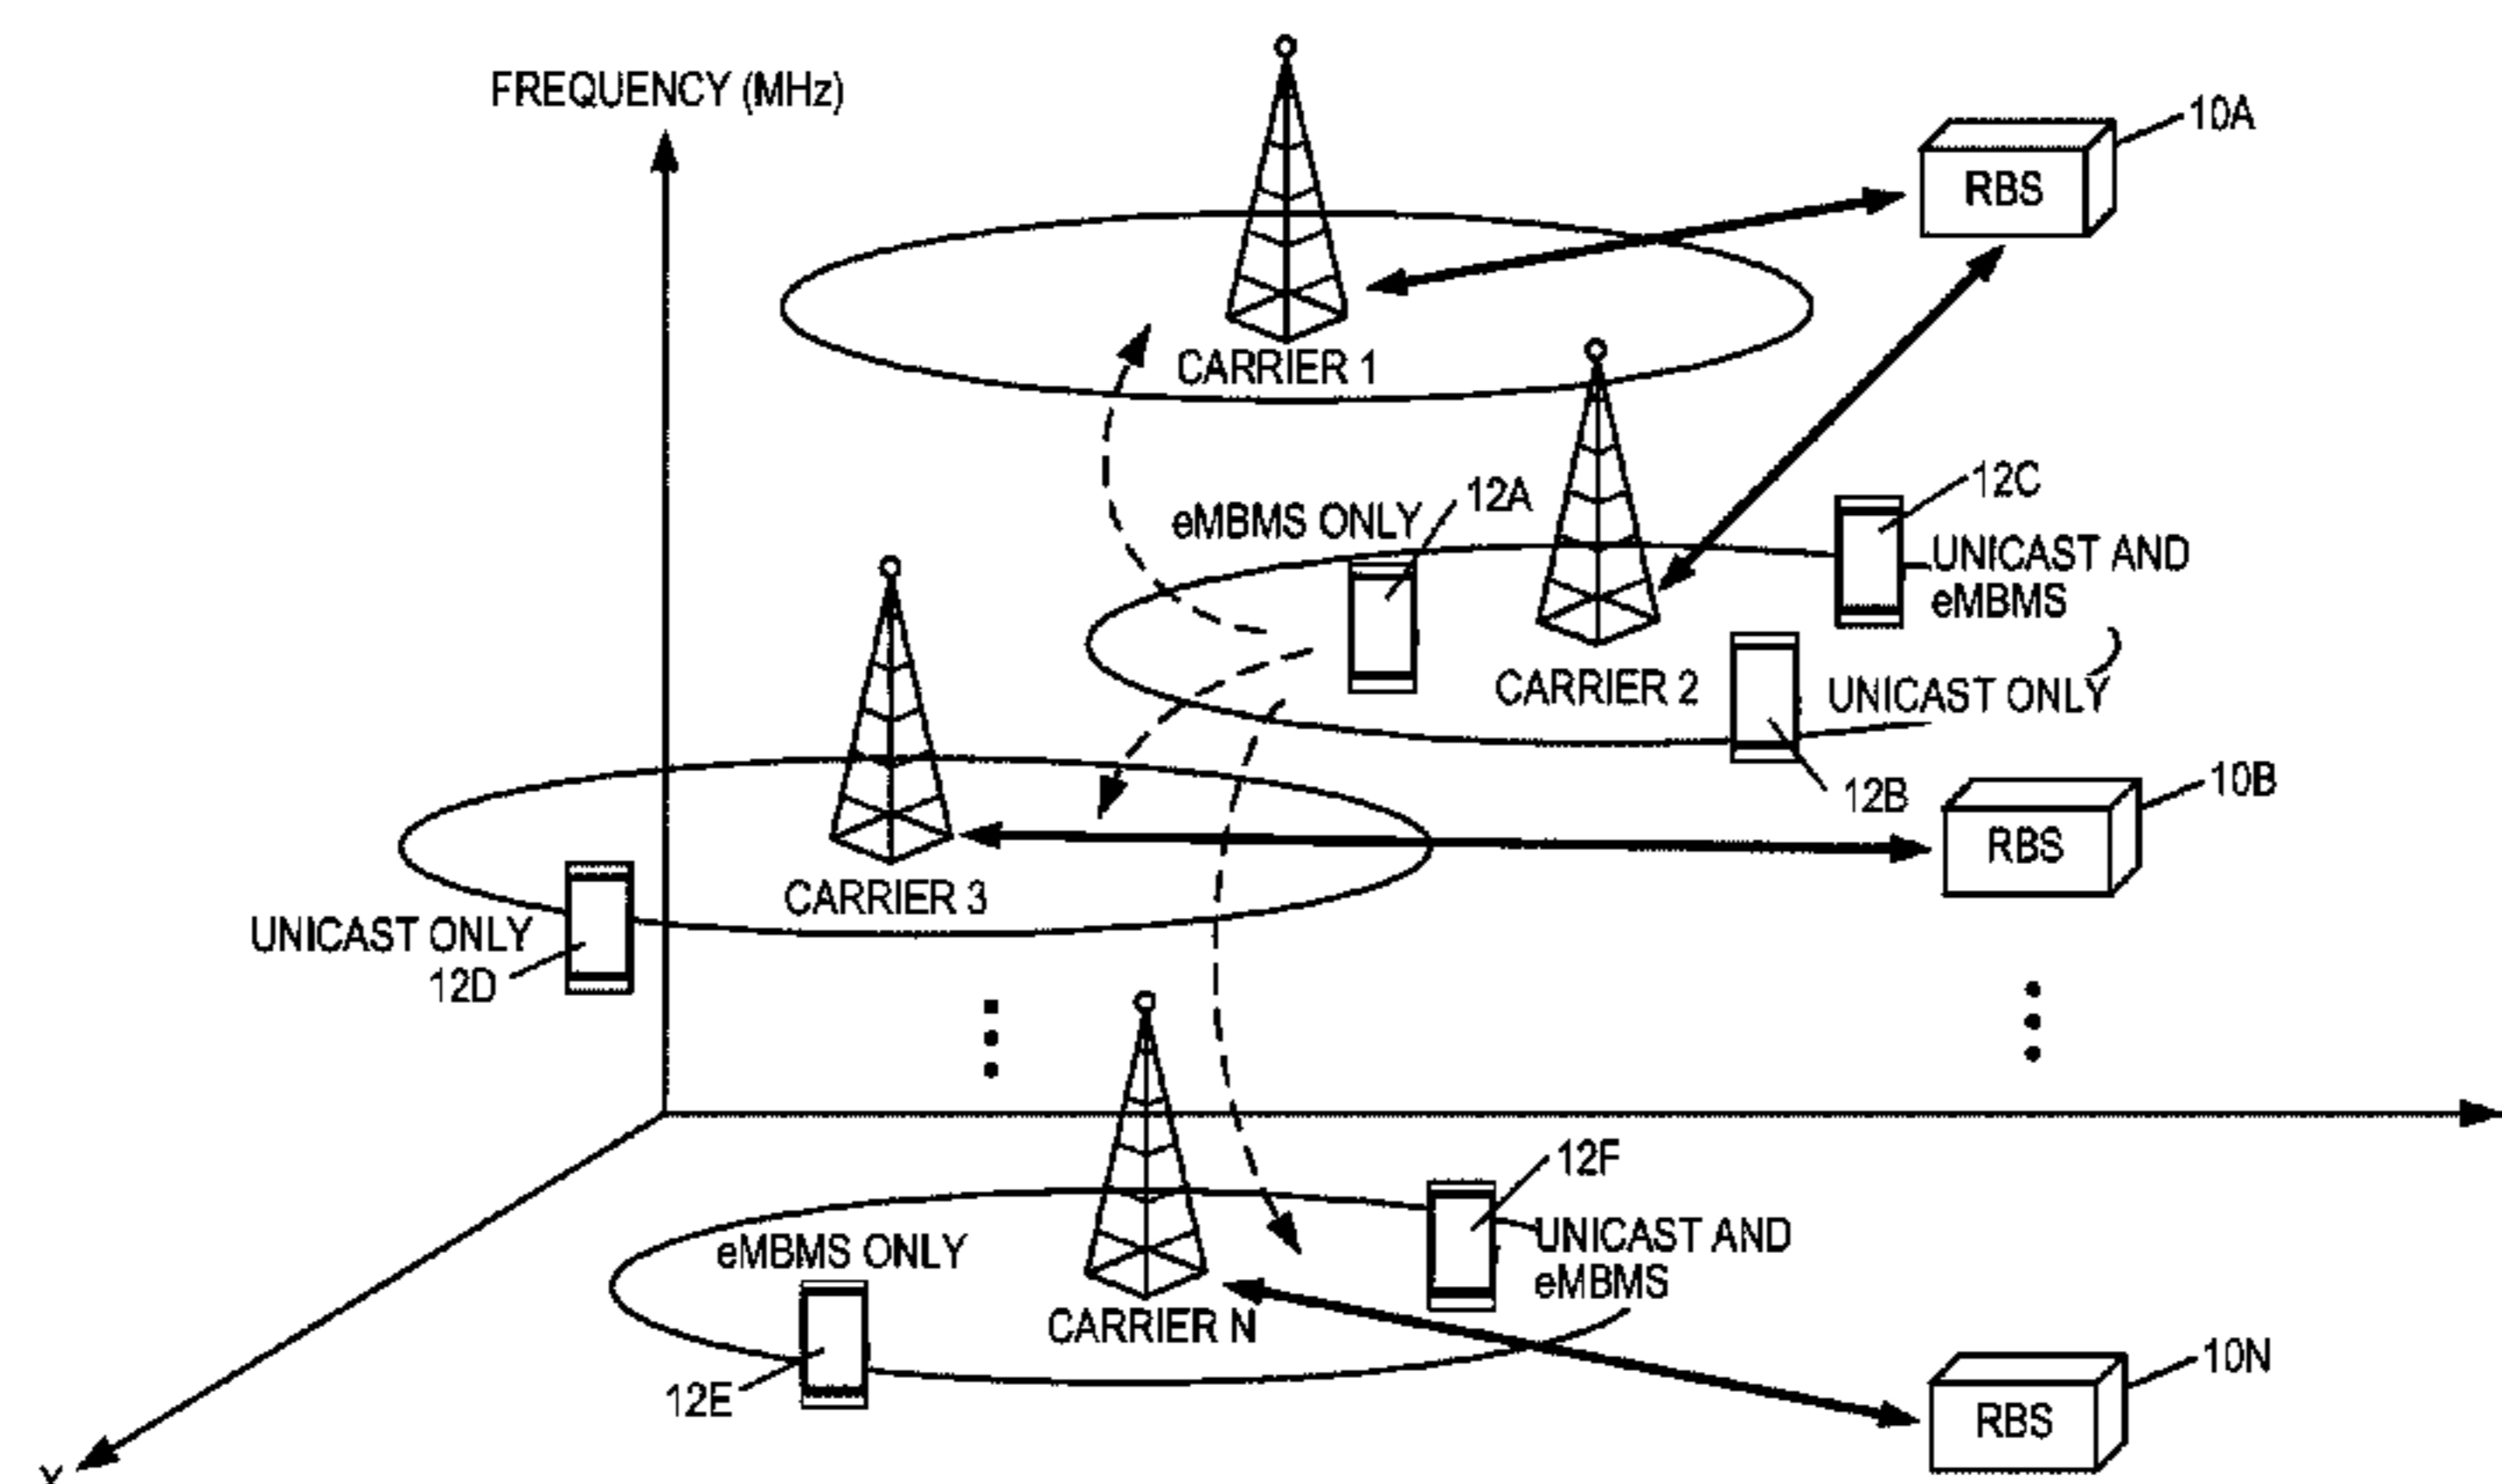 FREQUENCY (MHz)
10A
RBS
CARRIER 1
12C
eMBMS ONLY
12A
UNICAST AND
eMBMS
CARRIER 2
UNICAST ONLY
10B
12B
RBS
CARRIER 3
UNICAST ONLY
12D
12F
UNICAST AND
eMBMS ONLY
eMBMS
CARRIER N
10N
12E
RBS